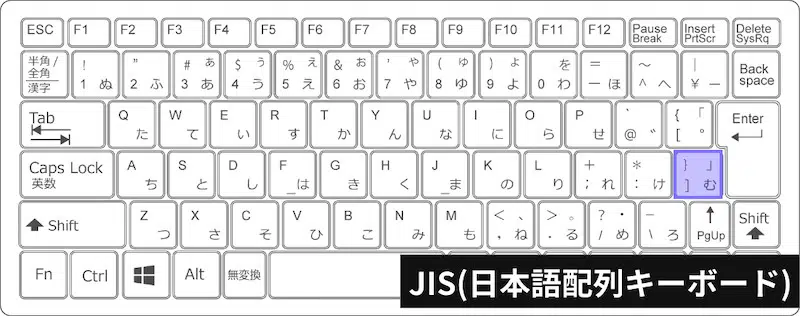 ESC F1 F2 F3 F4 F5 F6 F7 F8 F9 F10 F11 F12 Pause Break Insert PrtScr Delete SysRq
半角/全角 漢字 ! 1 ぬ " 2 ふ # ぁ 3 あ $ ぅ 4 う % ぇ 5 え & ぉ 6 お ' ゃ 7 や ( ゅ 8 ゆ ) ょ 9 よ を 0 わ = - ほ ~ ^ へ | ¥ ー Back space
Tab Q た W て E い R す T か Y ん U な I に O ら P せ ` @ ゛ { 「 [ ゜ Enter
Caps Lock 英数 A ち S と D し F _ は G き H く J _ ま K の L り + ; れ * : け } 」 ] む
Shift Z つ X さ C そ V ひ B こ N み M も < 、 , ね > 。 . る ? ・ / め _ \ ろ PgUp Shift
Fn Ctrl Alt 無変換
JIS(日本語配列キーボード)